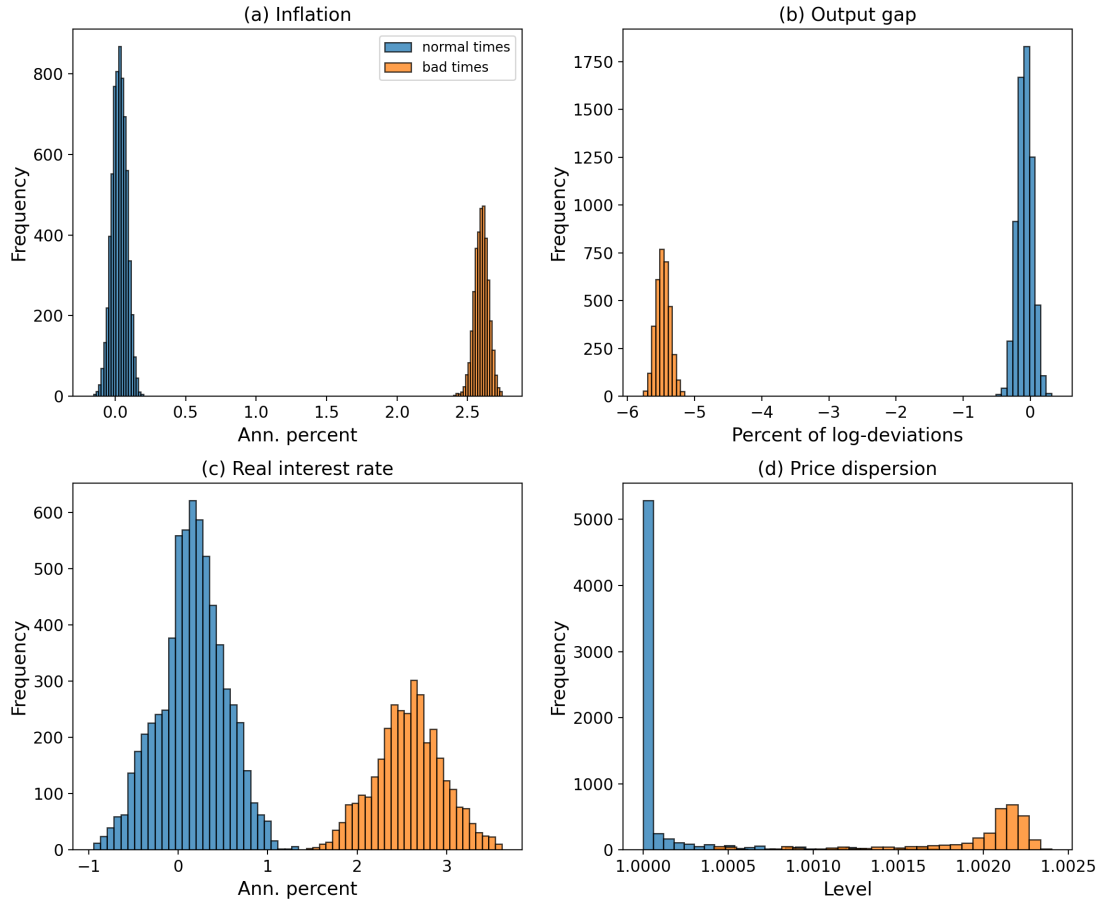 (a) Inflation
Frequency
800
600
400
200
0
0.0 0.5 1.0 1.5 2.0 2.5
Ann. percent
normal times
bad times
(b) Output gap
Frequency
1750
1500
1250
1000
750
500
250
0
−6 −5 −4 −3 −2 −1 0
Percent of log-deviations
(c) Real interest rate
Frequency
600
500
400
300
200
100
0
−1 0 1 2 3
Ann. percent
(d) Price dispersion
Frequency
5000
4000
3000
2000
1000
0
1.0000 1.0005 1.0010 1.0015 1.0020 1.0025
Level